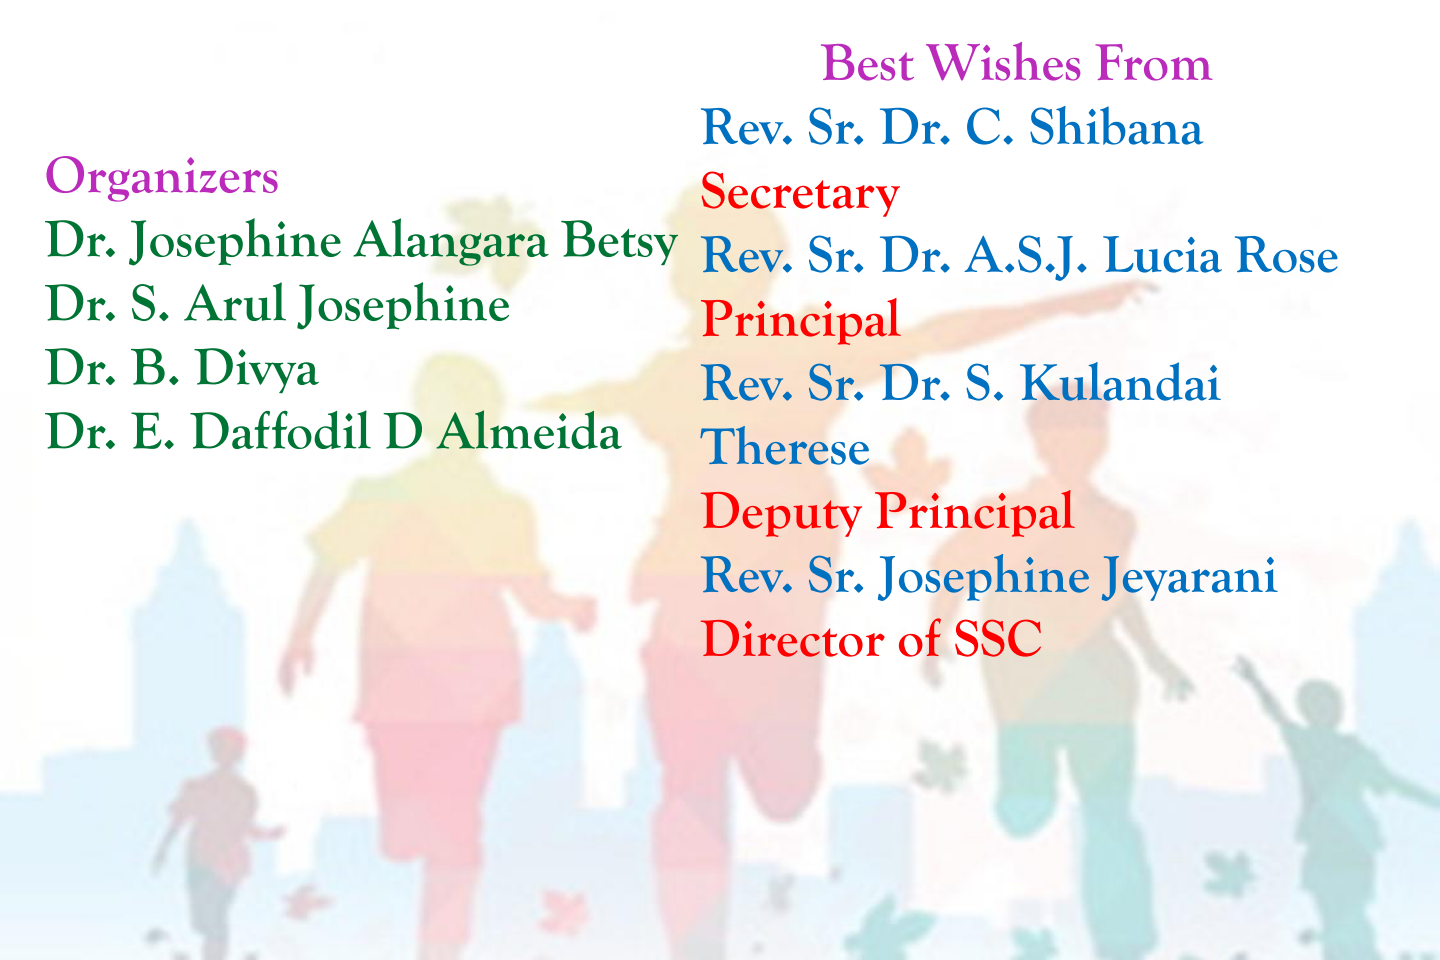 Organizers
Dr. Josephine Alangara Betsy
Dr. S. Arul Josephine
Dr. B. Divya
Dr. E. Daffodil D Almeida
Best Wishes From
Rev. Sr. Dr. C. Shibana
Secretary
Rev. Sr. Dr. A.S.J. Lucia Rose
Principal
Rev. Sr. Dr. S. Kulandai
Therese
Deputy Principal
Rev. Sr. Josephine Jeyarani
Director of SSC